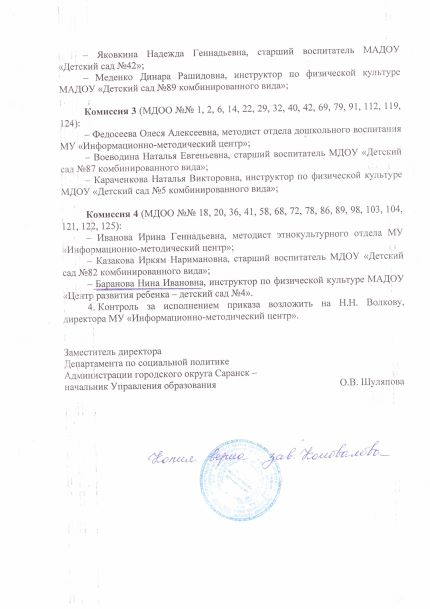 – Яковкина Надежда Геннадьевна, старший воспитатель МАДОУ
«Детский сад №42»;
– Меденко Динара Рашидовна, инструктор по физической культуре
МАДОУ «Детский сад №89 комбинированного вида»;
Комиссия 3 (МДОО №№ 1, 2, 6, 14, 22, 29, 32, 40, 42, 69, 79, 91, 112, 119,
124):
– Федосеева Олеся Алексеевна, методист отдела дошкольного воспитания
МУ «Информационно-методический центр»;
– Воеводина Наталья Евгеньевна, старший воспитатель МДОУ «Детский
сад №87 комбинированного вида»;
– Караченкова Наталья Викторовна, инструктор по физической культуре
МДОУ «Детский сад №5 комбинированного вида»;
Комиссия 4 (МДОО №№ 18, 20, 36, 41, 58, 68, 72, 78, 86, 89, 98, 103, 104,
121, 122, 125):
– Иванова Ирина Геннадьевна, методист этнокультурного отдела МУ
«Информационно-методический центр»;
– Казакова Иркям Наримановна, старший воспитатель МДОУ «Детский
сад №82 комбинированного вида»;
– Баранова Нина Ивановна, инструктор по физической культуре МАДОУ
«Центр развития ребенка – детский сад №4».
4. Контроль за исполнением приказа возложить на Н.Н. Волкову,
директора МУ «Информационно-методический центр».
Заместитель директора
Департамента по социальной политике
Администрации городского округа Саранск –
начальник Управления образования О.В. Шуляпова
Копия верна зав. Коновалова